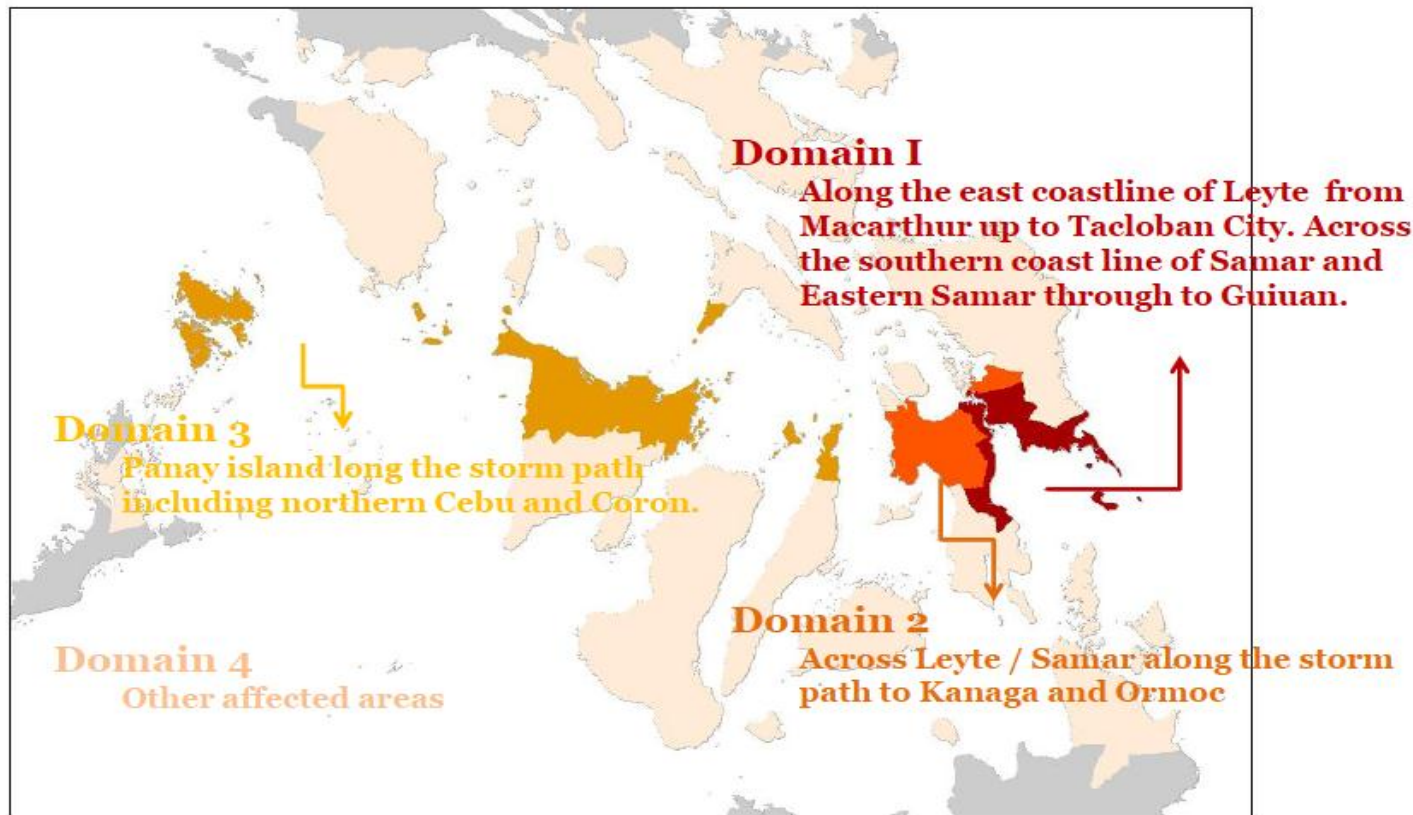 Domain I
Along the east coastline of Leyte from
Macarthur up to Tacloban City. Across
the southern coast line of Samar and
Eastern Samar through to Guiuan.
Domain 3
Panay island long the storm path
including northern Cebu and Coron.
Domain 2
Across Leyte / Samar along the storm
path to Kanaga and Ormoc
Domain 4
Other affected areas